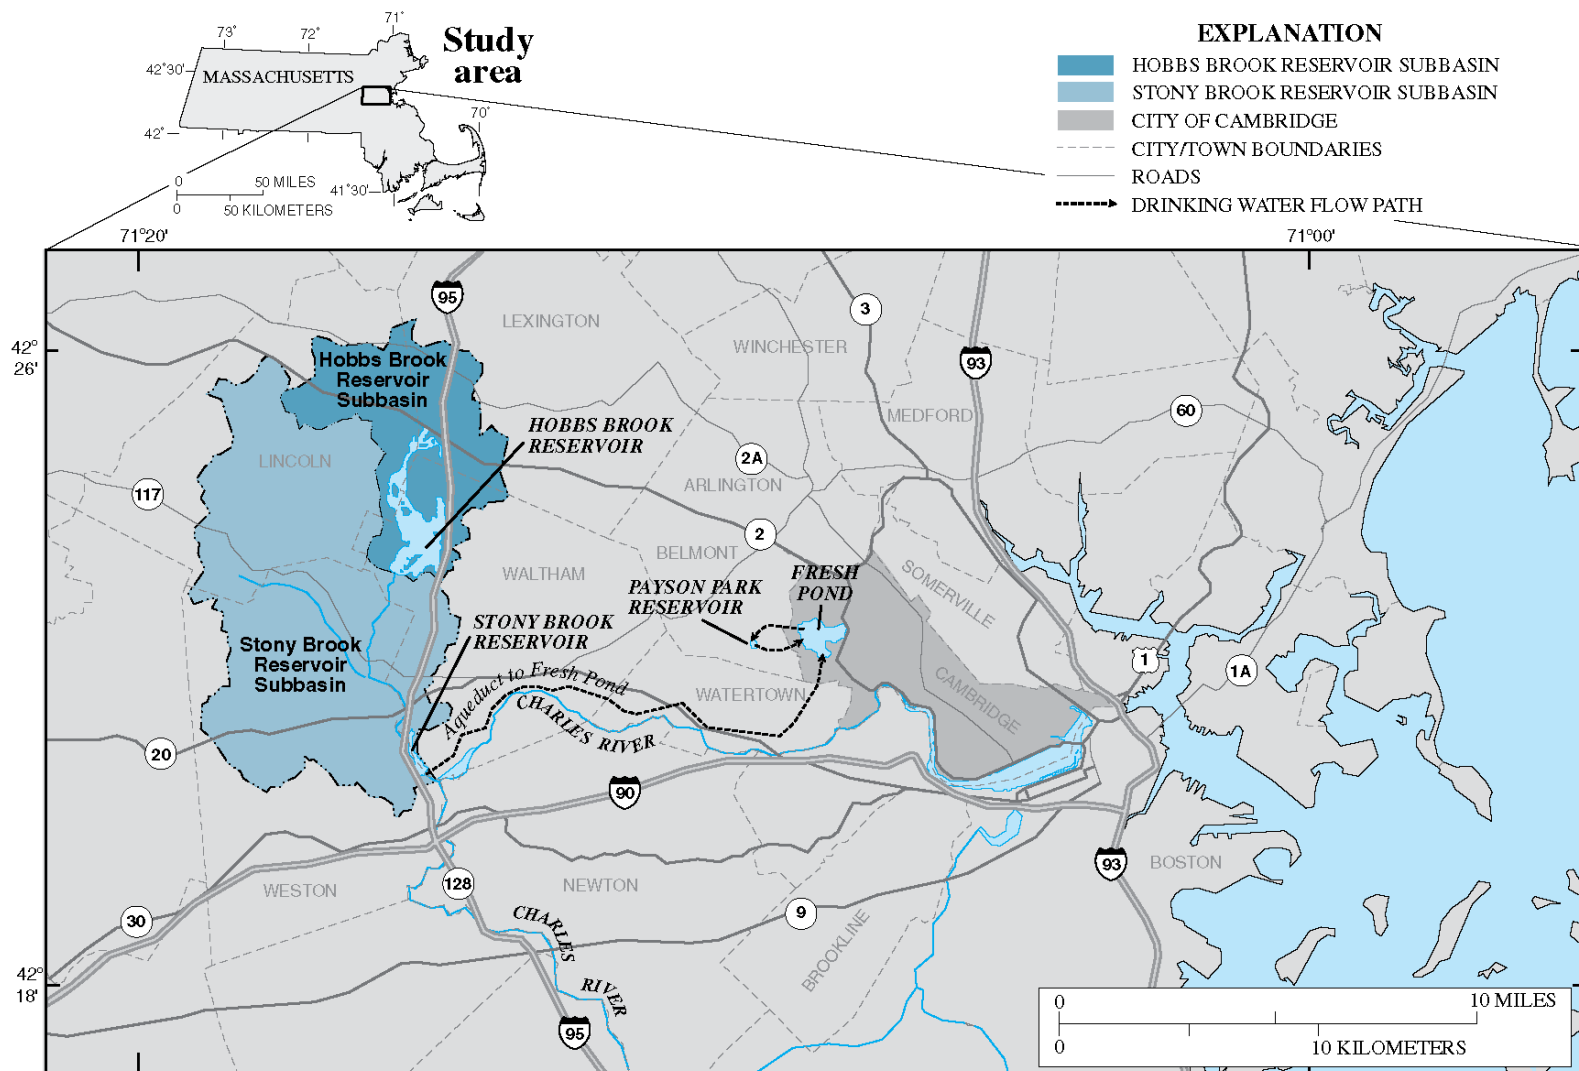 73°
72°
71°
Study
area
42°30'
MASSACHUSETTS
42°
70°
41°30'
0
50 MILES
0
50 KILOMETERS
EXPLANATION
HOBBS BROOK RESERVOIR SUBBASIN
STONY BROOK RESERVOIR SUBBASIN
CITY OF CAMBRIDGE
CITY/TOWN BOUNDARIES
ROADS
DRINKING WATER FLOW PATH
71°20'
71°00'
95
LEXINGTON
3
WINCHESTER
42°
26'
93
Hobbs Brook
Reservoir
Subbasin
MEDFORD
60
HOBBS BROOK
RESERVOIR
LINCOLN
2A
ARLINGTON
117
2
BELMONT
WALTHAM
FRESH
POND
SOMERVILLE
PAYSON PARK
RESERVOIR
STONY BROOK
RESERVOIR
Stony Brook
Reservoir
Subbasin
1
1A
Aqueduct to Fresh Pond
WATERTOWN
CAMBRIDGE
CHARLES RIVER
20
90
93
BOSTON
WESTON
128
NEWTON
30
9
CHARLES
RIVER
BROOKLINE
42°
18'
95
0
10 MILES
0
10 KILOMETERS